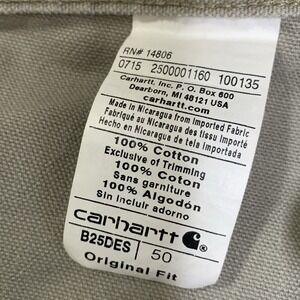 RN# 14806
0715 2500001160 100135
Carhartt, Inc. P.O. Box 600
Dearborn, MI 48121 USA
carhartt.com
Made in Nicaragua from Imported Fabric
Fabriqué au Nicaragua des tissu Importé
Hecho en Nicaragua de tela importada
100% Cotton
Exclusive of Trimming
100% Coton
Sans garniture
100% Algodón
Sin incluir adorno
carhartt
B25DES 50
Original Fit